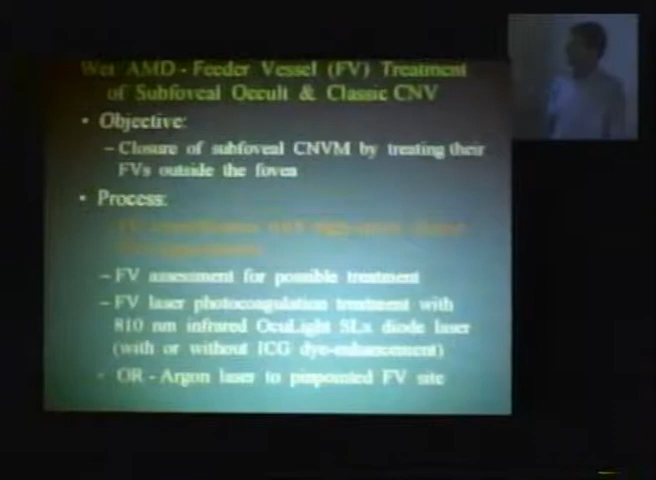 Wet AMD - Feeder Vessel (FV) Treatment
of Subfoveal Occult & Classic CNV
• Objective:
– Closure of subfoveal CNVM by treating their
FVs outside the fovea
• Process:
– FV assessment for possible treatment
– FV laser photocoagulation treatment with
810 nm infrared OcuLight SLx diode laser
(with or without ICG dye-enhancement)
• OR - Argon laser to pinpointed FV site